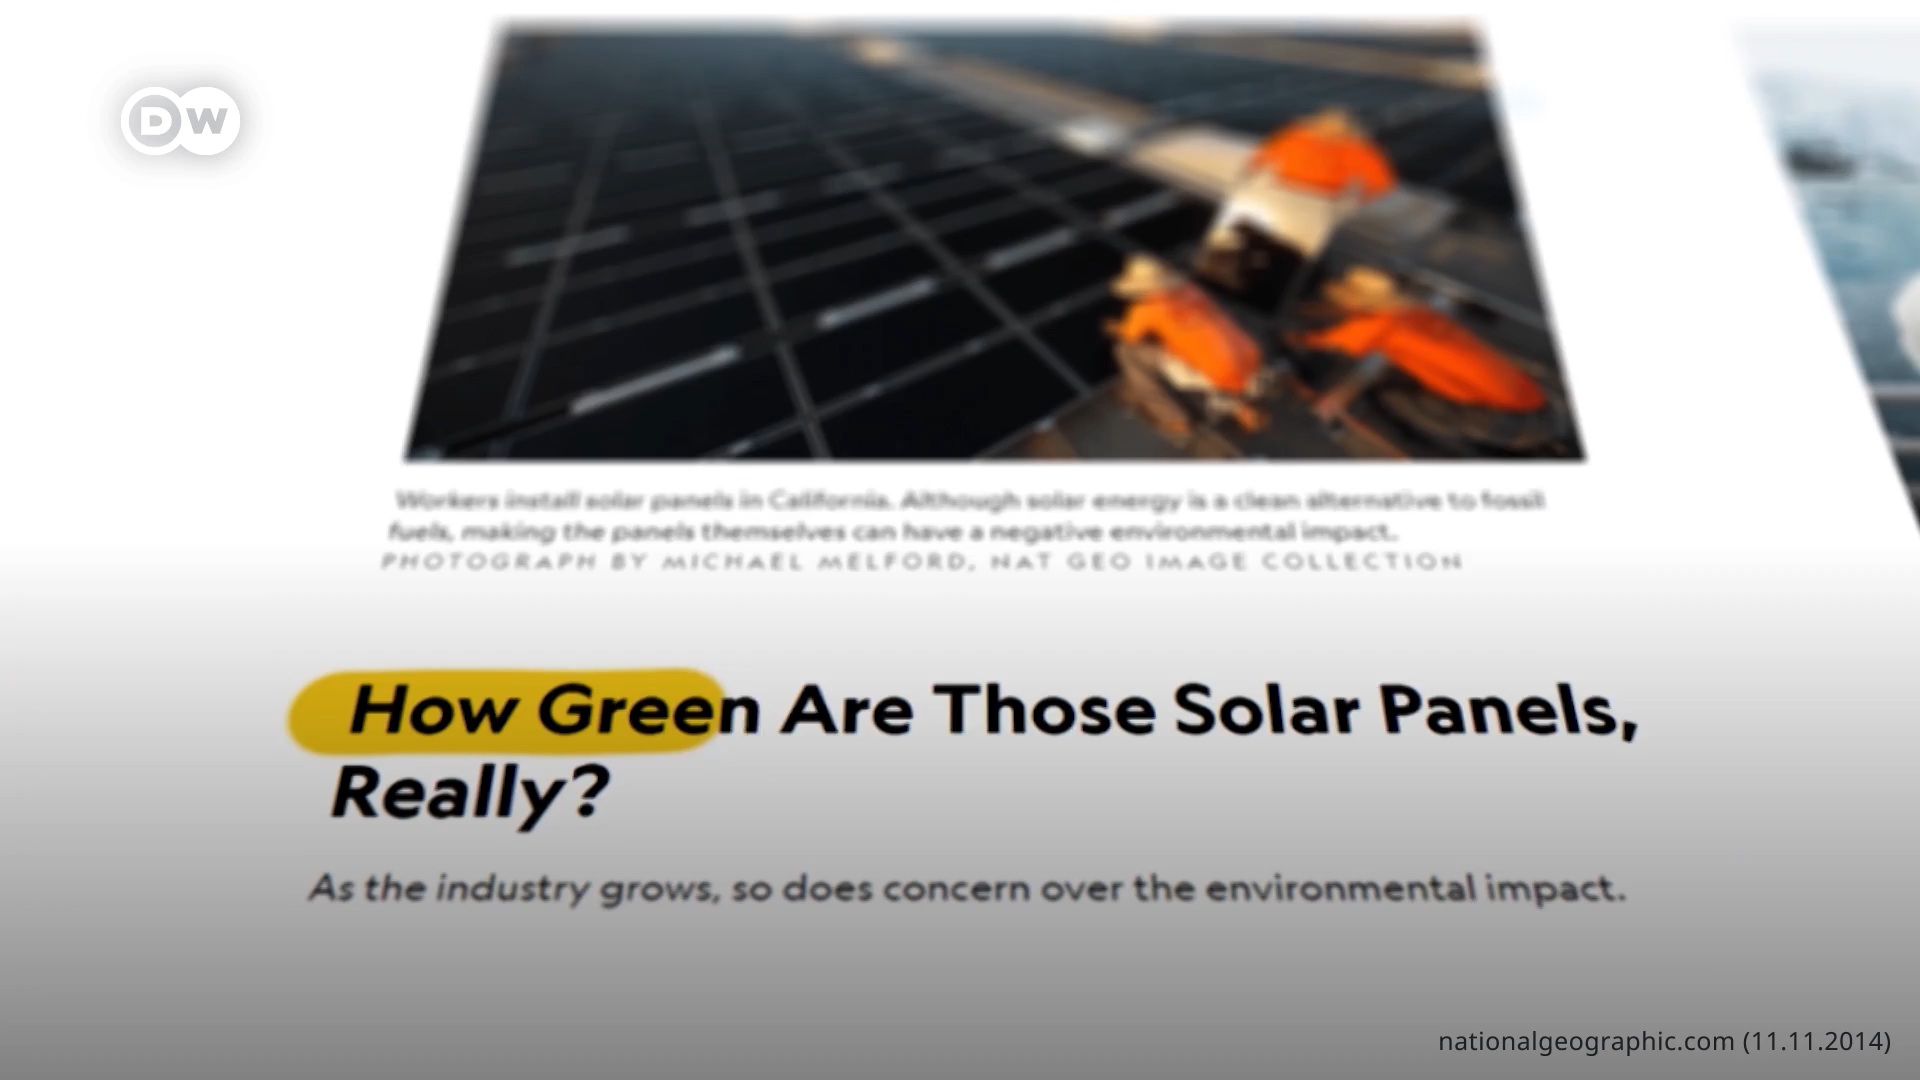 DW
Workers install solar panels in California. Although solar energy is a clean alternative to fossil
fuels, making the panels themselves can have a negative environmental impact.
PHOTOGRAPH BY MICHAEL MELFORD, NAT GEO IMAGE COLLECTION
How Green Are Those Solar Panels,
Really?
As the industry grows, so does concern over the environmental impact.
nationalgeographic.com (11.11.2014)